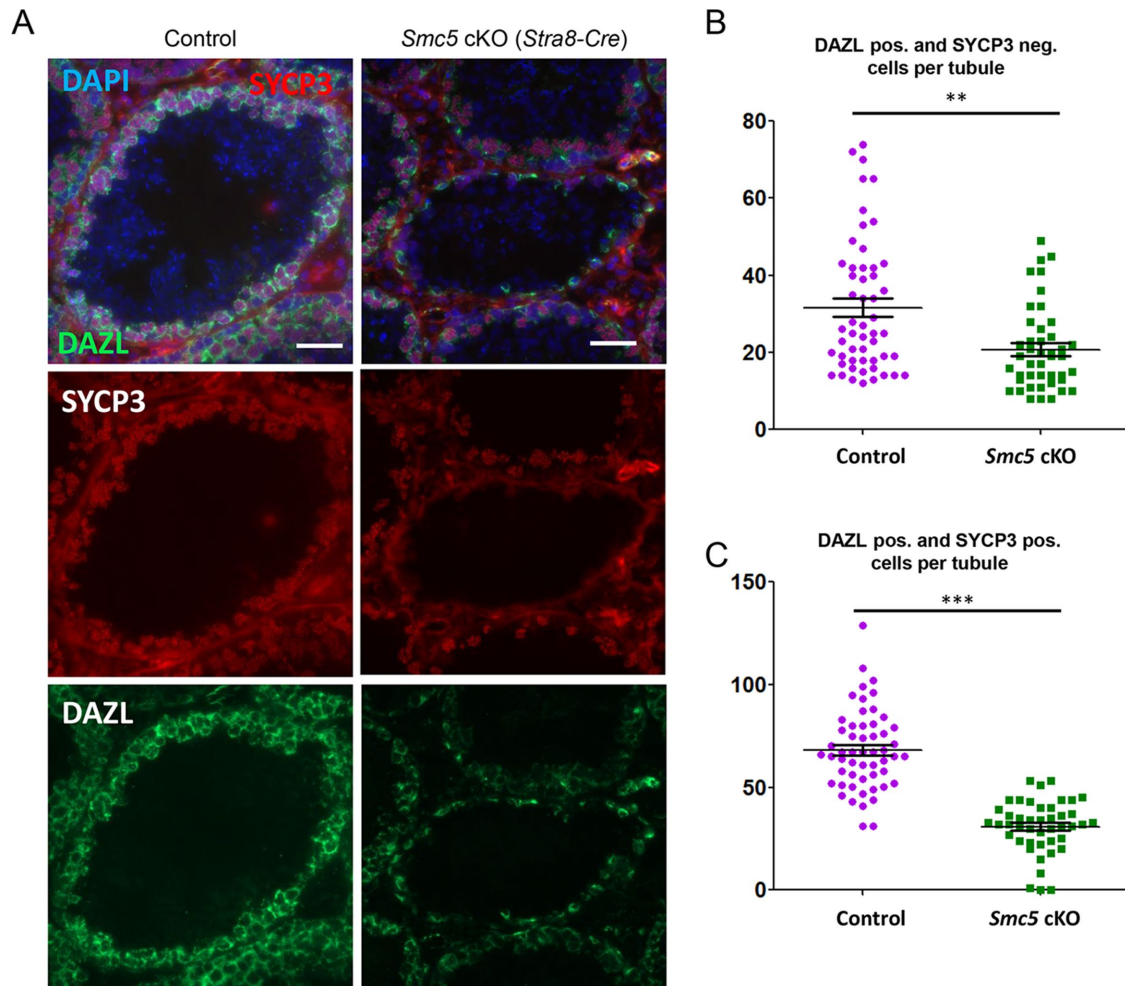 A
Control
Smc5 cKO (Stra8-Cre)
DAPI
SYCP3
DAZL
SYCP3
DAZL
B
DAZL pos. and SYCP3 neg.
cells per tubule
**
80
60
40
20
0
Control
Smc5 cKO
C
DAZL pos. and SYCP3 pos.
cells per tubule
***
150
100
50
0
Control
Smc5 cKO